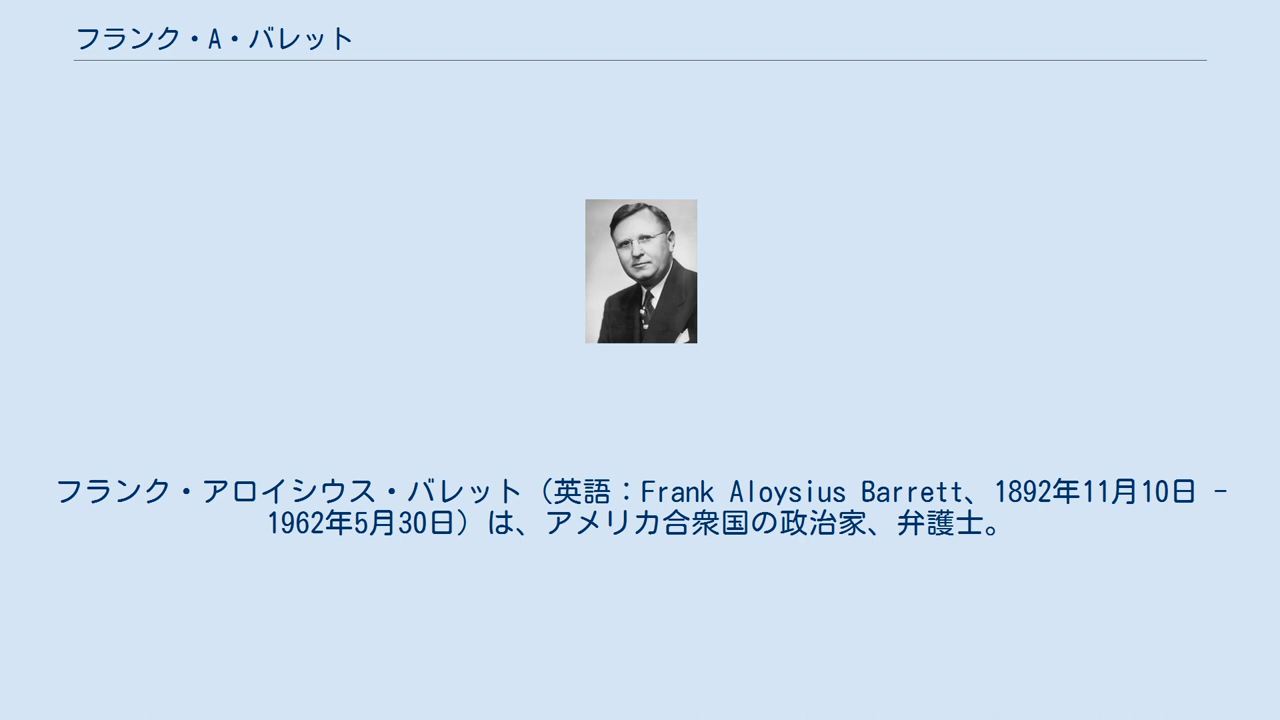 フランク・A・バレット
フランク・アロイシウス・バレット（英語：Frank Aloysius Barrett、1892年11月10日 -
1962年5月30日）は、アメリカ合衆国の政治家、弁護士。